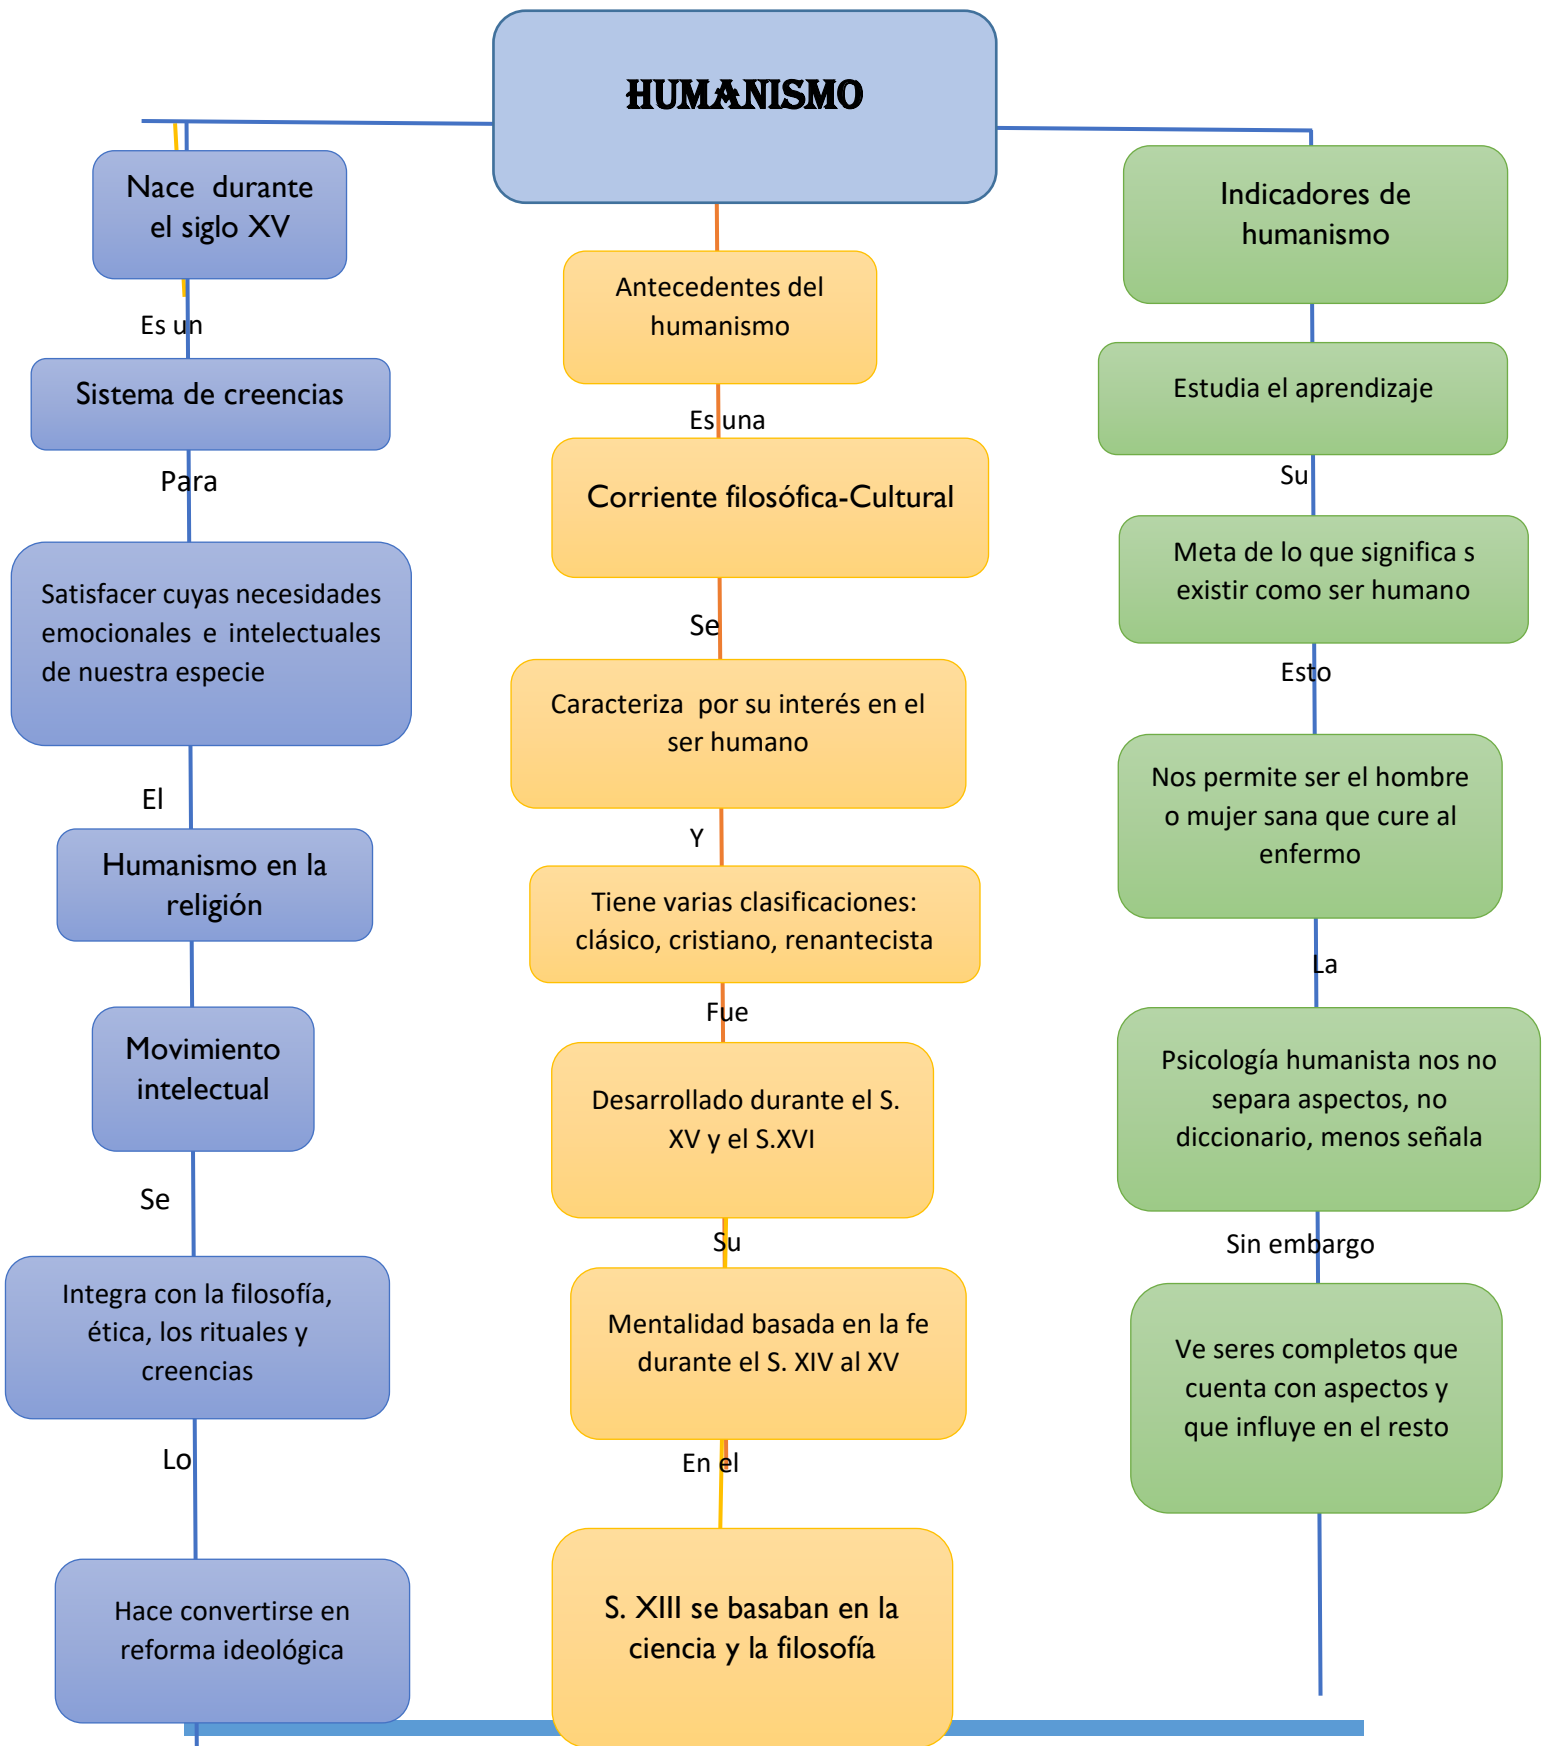 HUMANISMO
Nace durante
el siglo XV
Es un
Sistema de creencias
Para
Satisfacer cuyas necesidades
emocionales e intelectuales
de nuestra especie
El
Humanismo en la
religión
Movimiento
intelectual
Se
Integra con la filosofía,
ética, los rituales y
creencias
Lo
Hace convertirse en
reforma ideológica
Antecedentes del
humanismo
Es una
Corriente filosófica-Cultural
Se
Caracteriza por su interés en el
ser humano
Y
Tiene varias clasificaciones:
clásico, cristiano, renantecista
Fue
Desarrollado durante el S.
XV y el S.XVI
Su
Mentalidad basada en la fe
durante el S. XIV al XV
En el
S. XIII se basaban en la
ciencia y la filosofía
Indicadores de
humanismo
Estudia el aprendizaje
Su
Meta de lo que significa s
existir como ser humano
Esto
Nos permite ser el hombre
o mujer sana que cure al
enfermo
La
Psicología humanista nos no
separa aspectos, no
diccionario, menos señala
Sin embargo
Ve seres completos que
cuenta con aspectos y
que influye en el resto